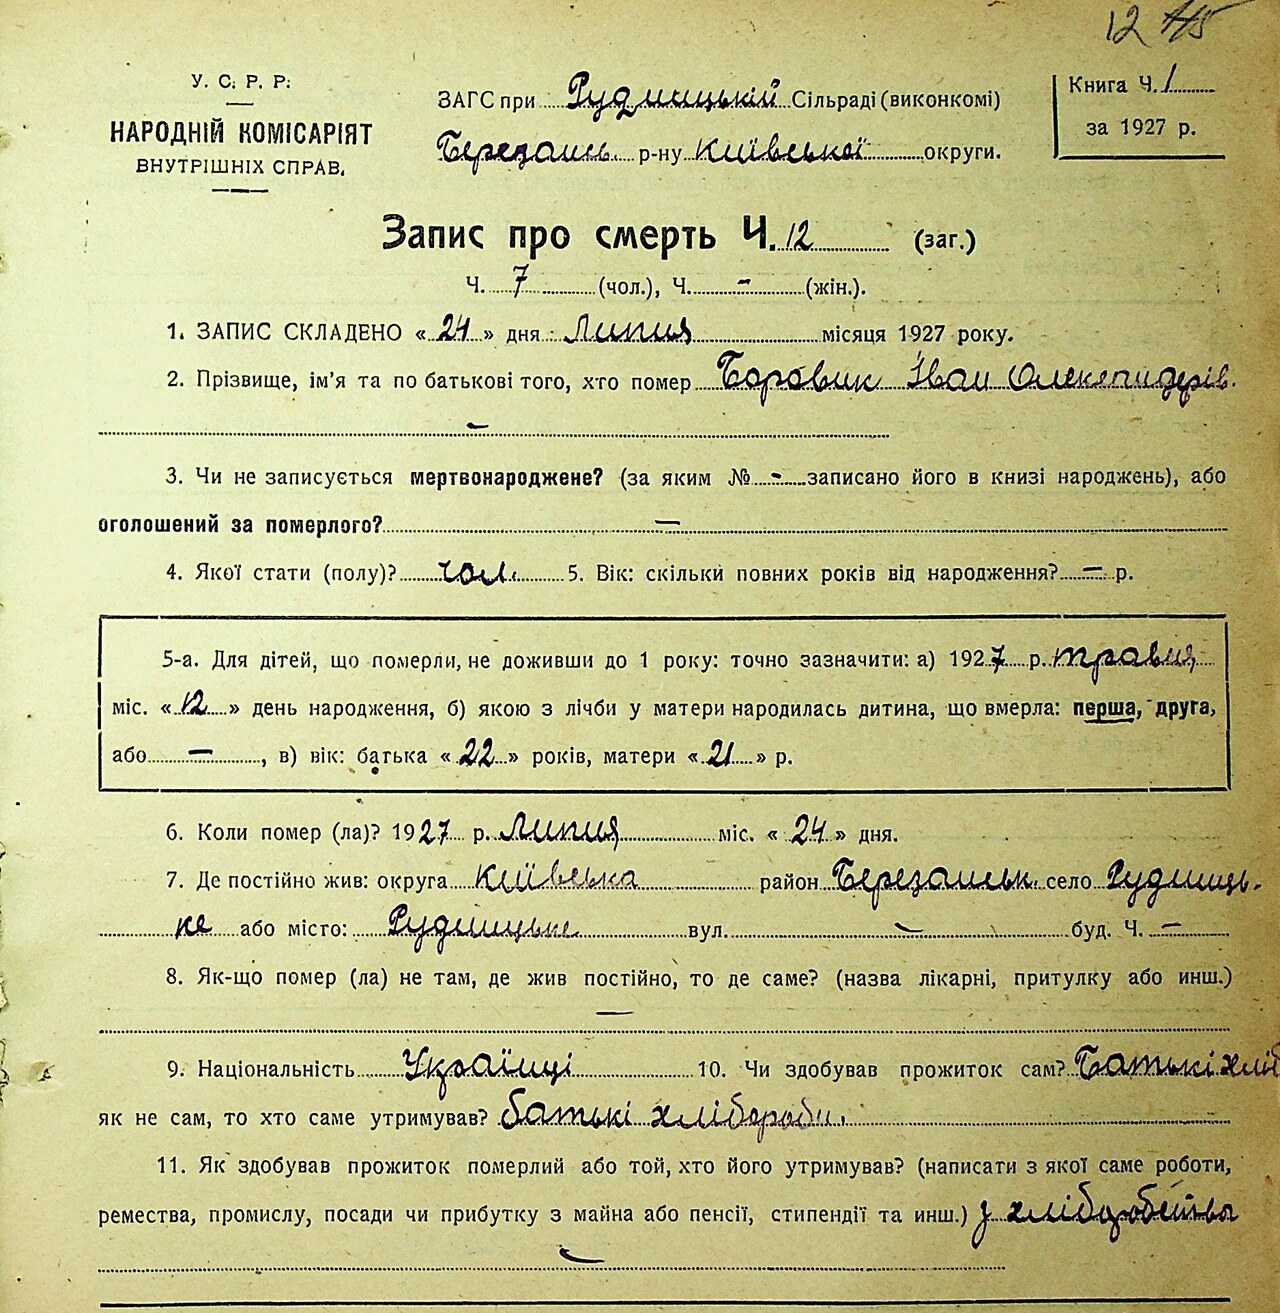 12
У. С. Р. Р.
НАРОДНІЙ КОМІСАРІЯТ
ВНУТРІШНІХ СПРАВ.
ЗАГС при Рудницькій Сільраді (виконкомі)
Березансь. р-ну Київської округи.
Книга Ч. 1
за 1927 р.
Запис про смерть Ч. 12 (заг.)
Ч. 7 (чол.), Ч. - (жін.).
1. ЗАПИС СКЛАДЕНО « 24 » дня Липня місяця 1927 року.
2. Прізвище, ім'я та по батькові того, хто помер Боровик Іван Олександрів.
—
3. Чи не записується мертвонароджене? (за яким № - записано його в книзі народжень), або
оголошений за померлого? —
4. Якої стати (полу)? чол. 5. Вік: скільки повних років від народження? — р.
5-а. Для дітей, що померли, не доживши до 1 року: точно зазначити: а) 1927 р. травня
міс. « 12 » день народження, б) якою з лічби у матери народилась дитина, що вмерла: перша, друга,
або — , в) вік: батька « 22 » років, матери « 21 » р.
6. Коли помер (ла)? 1927 р. Липня міс. « 24 » дня.
7. Де постійно жив: округа Київська район Березанськ. село Рудниць-
ке або місто: Рудницьке вул. — буд. Ч. —
8. Як-що помер (ла) не там, де жив постійно, то де саме? (назва лікарні, притулку або инш.)
—
9. Національність Українці 10. Чи здобував прожиток сам? Батькі хліб
як не сам, то хто саме утримував? батькі хлібороби.
11. Як здобував прожиток померлий або той, хто його утримував? (написати з якої саме роботи,
ремества, промислу, посади чи прибутку з майна або пенсії, стипендії та инш.) з хліборобства
—